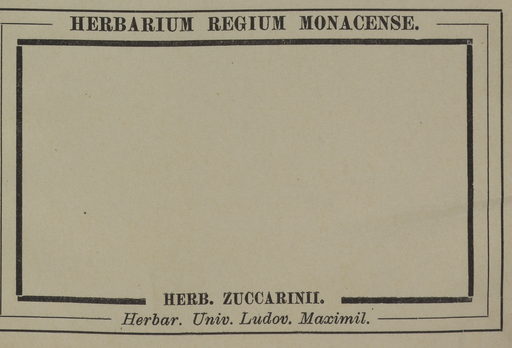 HERBARIUM REGIUM MONACENSE.
HERB. ZUCCARINII.
Herbar. Univ. Ludov. Maximil.